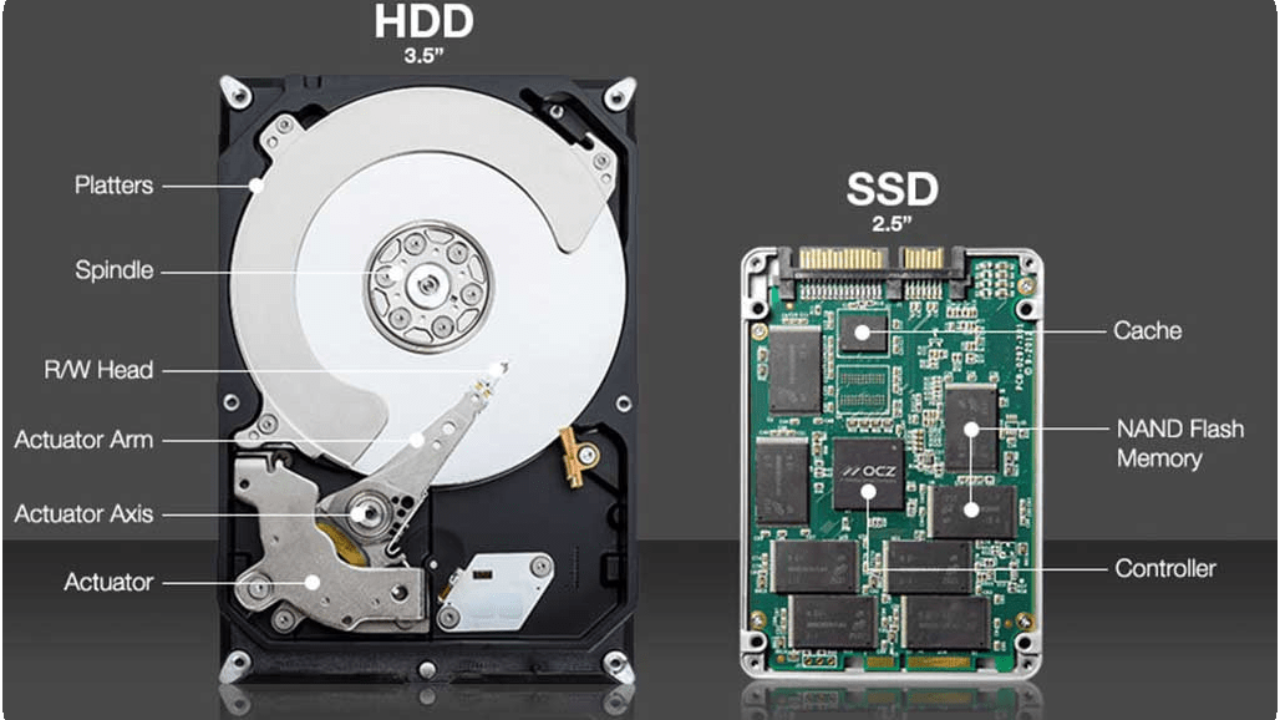 HDD
3.5”
Platters
Spindle
R/W Head
Actuator Arm
Actuator Axis
Actuator
SSD
2.5”
Cache
NAND Flash
Memory
Controller
OCZ